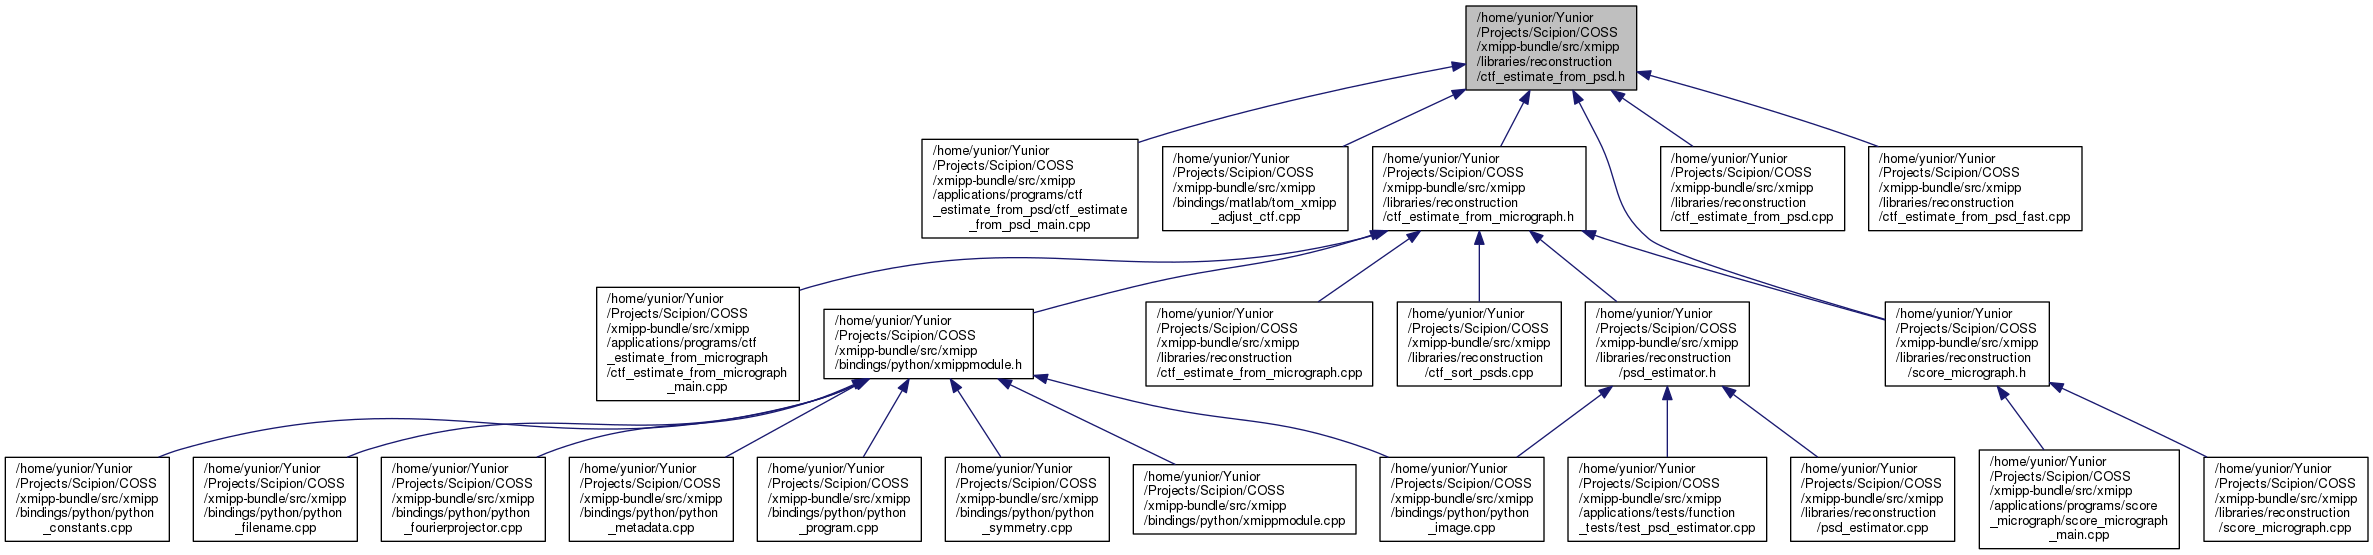 /home/yunior/Yunior
/Projects/Scipion/COSS
/xmipp-bundle/src/xmipp
/libraries/reconstruction
/ctf_estimate_from_psd.h
/home/yunior/Yunior
/Projects/Scipion/COSS
/xmipp-bundle/src/xmipp
/applications/programs/ctf
_estimate_from_psd/ctf_estimate
_from_psd_main.cpp
/home/yunior/Yunior
/Projects/Scipion/COSS
/xmipp-bundle/src/xmipp
/bindings/matlab/tom_xmipp
_adjust_ctf.cpp
/home/yunior/Yunior
/Projects/Scipion/COSS
/xmipp-bundle/src/xmipp
/libraries/reconstruction
/ctf_estimate_from_micrograph.h
/home/yunior/Yunior
/Projects/Scipion/COSS
/xmipp-bundle/src/xmipp
/libraries/reconstruction
/ctf_estimate_from_psd.cpp
/home/yunior/Yunior
/Projects/Scipion/COSS
/xmipp-bundle/src/xmipp
/libraries/reconstruction
/ctf_estimate_from_psd_fast.cpp
/home/yunior/Yunior
/Projects/Scipion/COSS
/xmipp-bundle/src/xmipp
/applications/programs/ctf
_estimate_from_micrograph
/ctf_estimate_from_micrograph
_main.cpp
/home/yunior/Yunior
/Projects/Scipion/COSS
/xmipp-bundle/src/xmipp
/bindings/python/xmippmodule.h
/home/yunior/Yunior
/Projects/Scipion/COSS
/xmipp-bundle/src/xmipp
/libraries/reconstruction
/ctf_estimate_from_micrograph.cpp
/home/yunior/Yunior
/Projects/Scipion/COSS
/xmipp-bundle/src/xmipp
/libraries/reconstruction
/ctf_sort_psds.cpp
/home/yunior/Yunior
/Projects/Scipion/COSS
/xmipp-bundle/src/xmipp
/libraries/reconstruction
/psd_estimator.h
/home/yunior/Yunior
/Projects/Scipion/COSS
/xmipp-bundle/src/xmipp
/libraries/reconstruction
/score_micrograph.h
/home/yunior/Yunior
/Projects/Scipion/COSS
/xmipp-bundle/src/xmipp
/bindings/python/python
_constants.cpp
/home/yunior/Yunior
/Projects/Scipion/COSS
/xmipp-bundle/src/xmipp
/bindings/python/python
_filename.cpp
/home/yunior/Yunior
/Projects/Scipion/COSS
/xmipp-bundle/src/xmipp
/bindings/python/python
_fourierprojector.cpp
/home/yunior/Yunior
/Projects/Scipion/COSS
/xmipp-bundle/src/xmipp
/bindings/python/python
_metadata.cpp
/home/yunior/Yunior
/Projects/Scipion/COSS
/xmipp-bundle/src/xmipp
/bindings/python/python
_program.cpp
/home/yunior/Yunior
/Projects/Scipion/COSS
/xmipp-bundle/src/xmipp
/bindings/python/python
_symmetry.cpp
/home/yunior/Yunior
/Projects/Scipion/COSS
/xmipp-bundle/src/xmipp
/bindings/python/xmippmodule.cpp
/home/yunior/Yunior
/Projects/Scipion/COSS
/xmipp-bundle/src/xmipp
/bindings/python/python
_image.cpp
/home/yunior/Yunior
/Projects/Scipion/COSS
/xmipp-bundle/src/xmipp
/applications/tests/function
_tests/test_psd_estimator.cpp
/home/yunior/Yunior
/Projects/Scipion/COSS
/xmipp-bundle/src/xmipp
/libraries/reconstruction
/psd_estimator.cpp
/home/yunior/Yunior
/Projects/Scipion/COSS
/xmipp-bundle/src/xmipp
/applications/programs/score
_micrograph/score_micrograph
_main.cpp
/home/yunior/Yunior
/Projects/Scipion/COSS
/xmipp-bundle/src/xmipp
/libraries/reconstruction
/score_micrograph.cpp